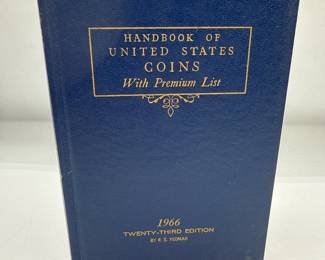 HANDBOOK OF
UNITED STATES
COINS
With Premium List
1966
TWENTY-THIRD EDITION
BY R. S. YEOMAN